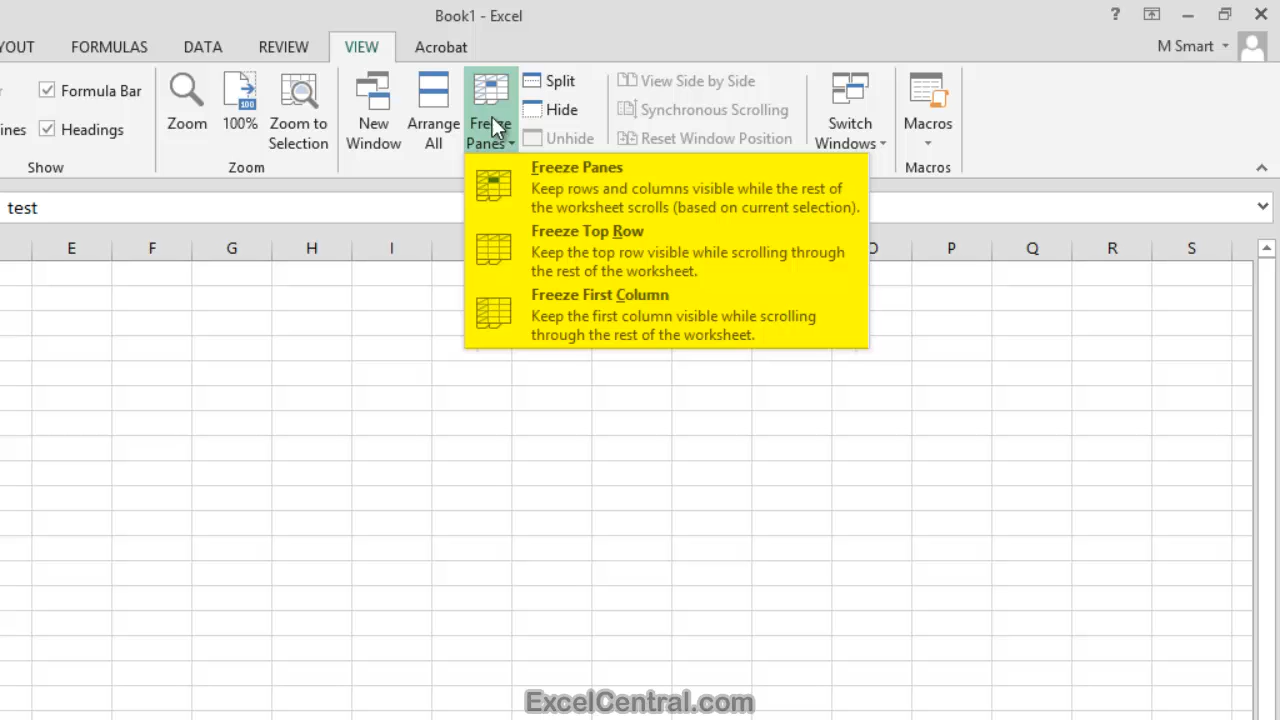 Book1 - Excel
?
YOUT FORMULAS DATA REVIEW VIEW Acrobat M Smart
Formula Bar
Headings
Show
Zoom
100%
100
Zoom to
Selection
Zoom
New
Window
Arrange
All
Freeze
Panes
Split
Hide
Unhide
View Side by Side
Synchronous Scrolling
Reset Window Position
Switch
Windows
Macros
Macros
Freeze Panes
Keep rows and columns visible while the rest of
the worksheet scrolls (based on current selection).
Freeze Top Row
Keep the top row visible while scrolling through
the rest of the worksheet.
Freeze First Column
Keep the first column visible while scrolling
through the rest of the worksheet.
test
E F G H I O P Q R S
ExcelCentral.com